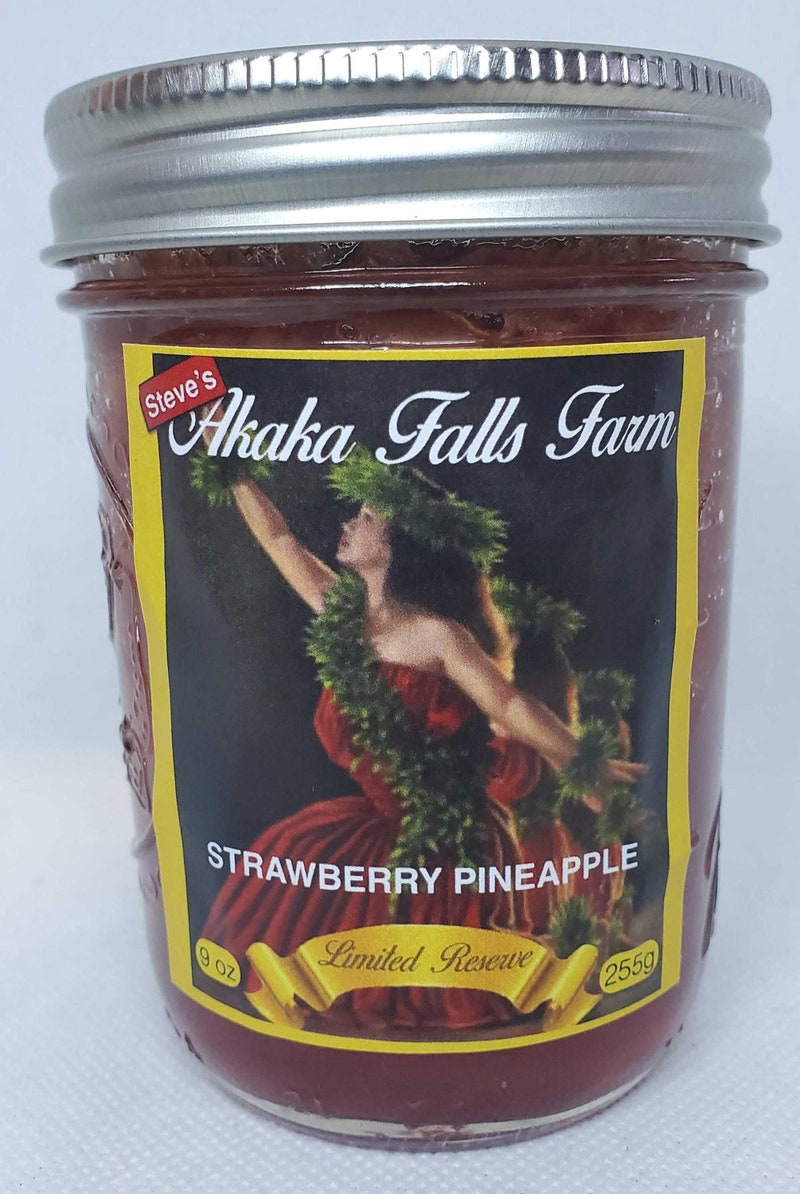 Steve's
Akaka Falls Farm
STRAWBERRY PINEAPPLE
9 oz
Limited Reserve
255g